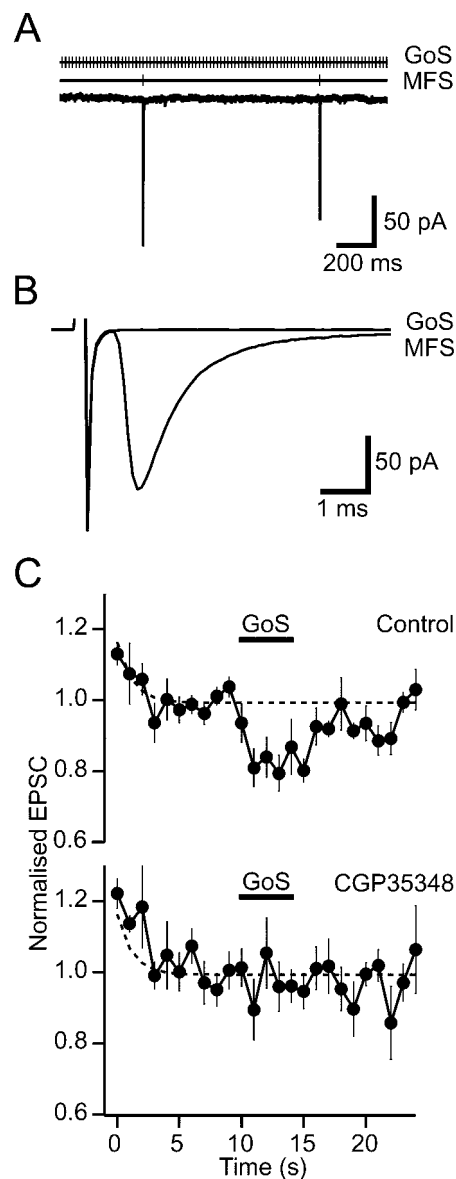 A
GoS
MFS
50 pA
200 ms
B
GoS
MFS
50 pA
1 ms
C
GoS
Control
1.2
1.0
0.8
0.6
Normalised EPSC
GoS
CGP35348
1.2
1.0
0.8
0.6
0 5 10 15 20
Time (s)